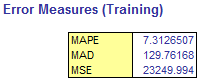 Error Measures (Training)
MAPE 7.3126507
MAD 129.76168
MSE 23249.994